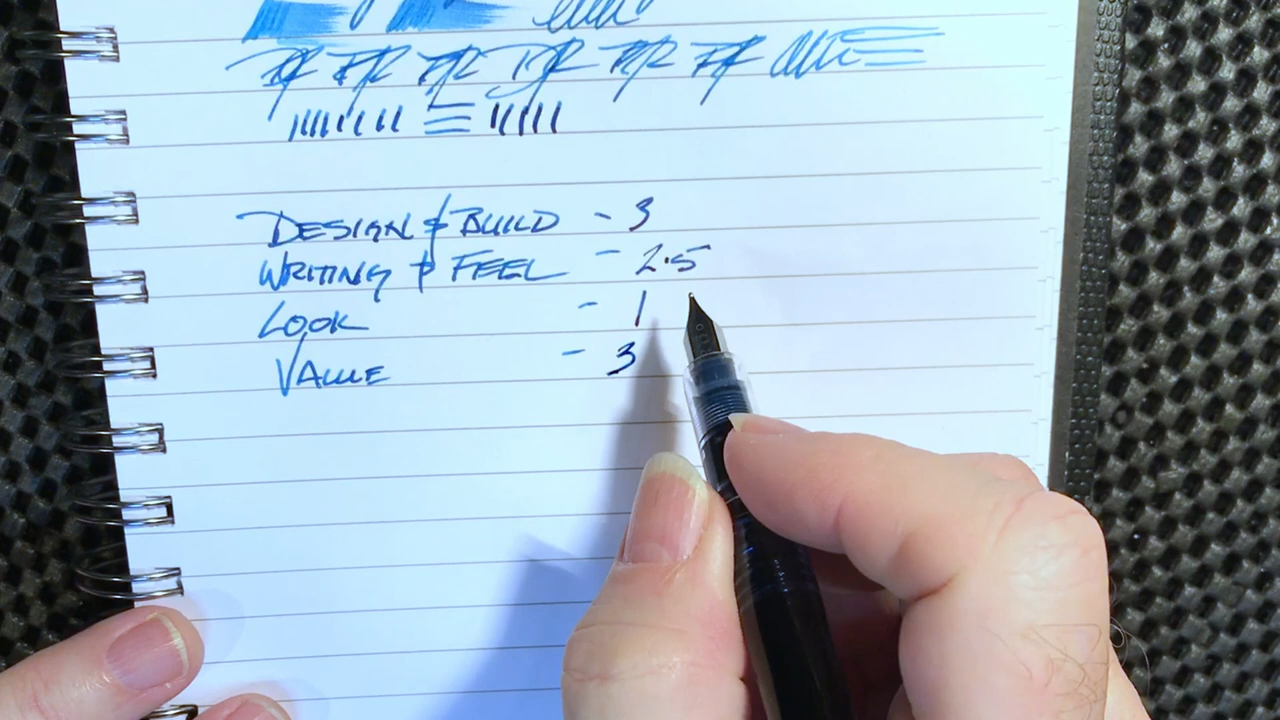 DESIGN & BUILD - 3
WRITING & FEEL - 2.5
LOOK - 1
VALUE - 3